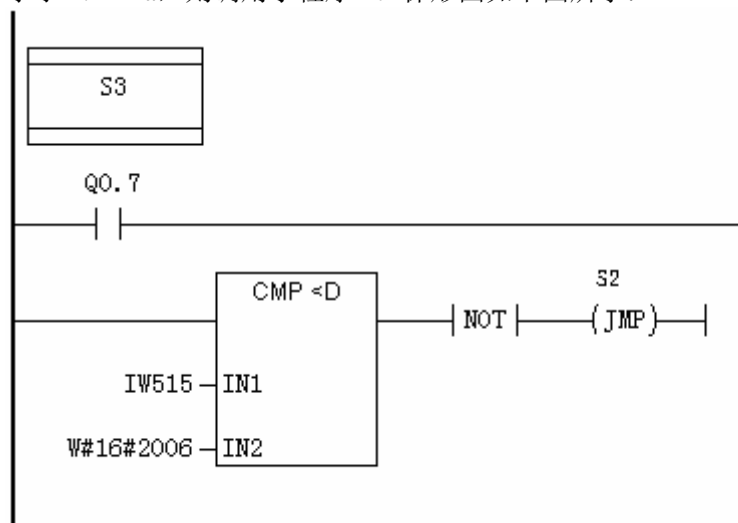 S3
Q0.7
CMP <D
S2
NOT
(JMP)
IW515
IN1
W#16#2006
IN2